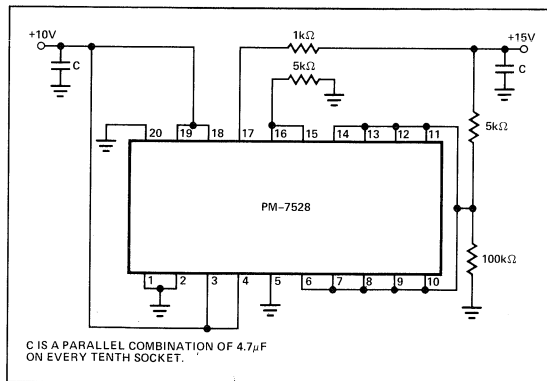 +10V
1kΩ
+15V
C
5kΩ
C
5kΩ
20 19 18 17 16 15 14 13 12 11
PM-7528
100kΩ
1 2 3 4 5 6 7 8 9 10
C IS A PARALLEL COMBINATION OF 4.7μF
ON EVERY TENTH SOCKET.